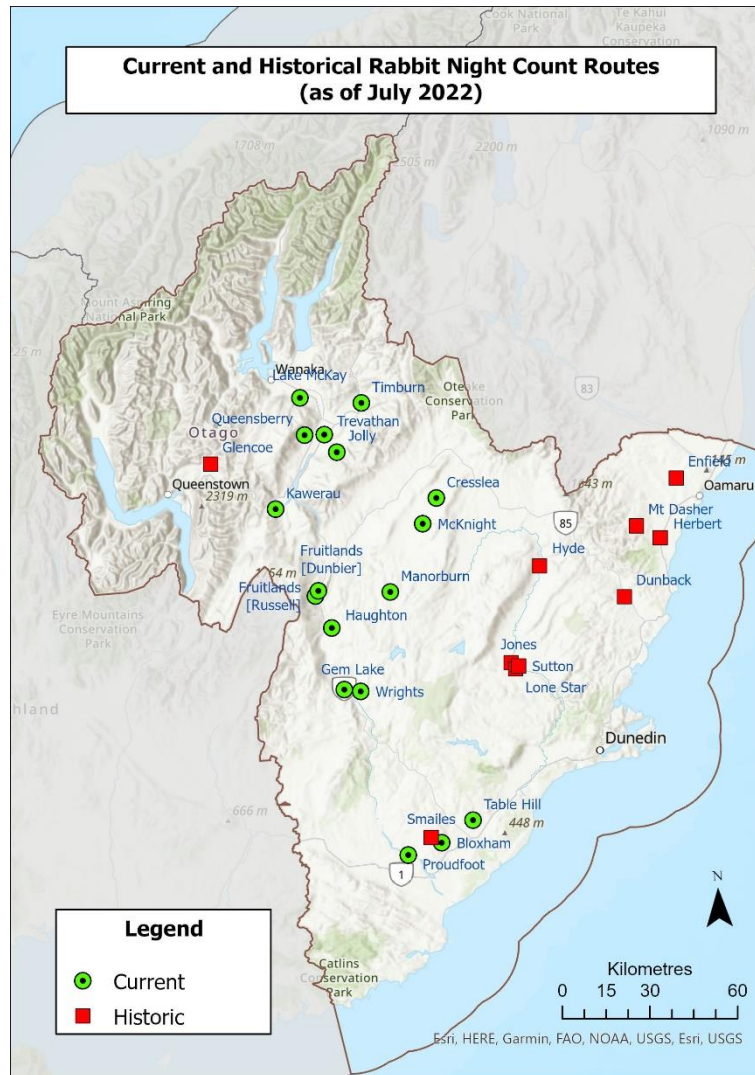 Cook National
Park
Te Kahui
Kaupeka
Conservation
Current and Historical Rabbit Night Count Routes
(as of July 2022)
1708 m
2505 m
2200 m
1090 m
Mount Aspiring
National Park
Wanaka
Lake McKay
Timburn
Oteake
Conservation
Park
83
Queensberry
Trevathan
Otago
Jolly
Glencoe
Enfield
Queenstown
2319 m
Cresslea
Oamaru
Kawerau
Mt Dasher
Herbert
McKnight
85
Hyde
Fruitlands
[Dunbier]
Manorburn
Dunback
Fruitlands
[Russell]
Eyre Mountains
Conservation
Park
Haughton
Jones
Gem Lake
Sutton
Wrights
Lone Star
Dunedin
666 m
Table Hill
Smailes
448 m
Bloxham
Proudfoot
1
N
Legend
Current
Historic
Catlins
Conservation
Park
Kilometres
0 15 30 60
Esri, HERE, Garmin, FAO, NOAA, USGS, Esri, USGS